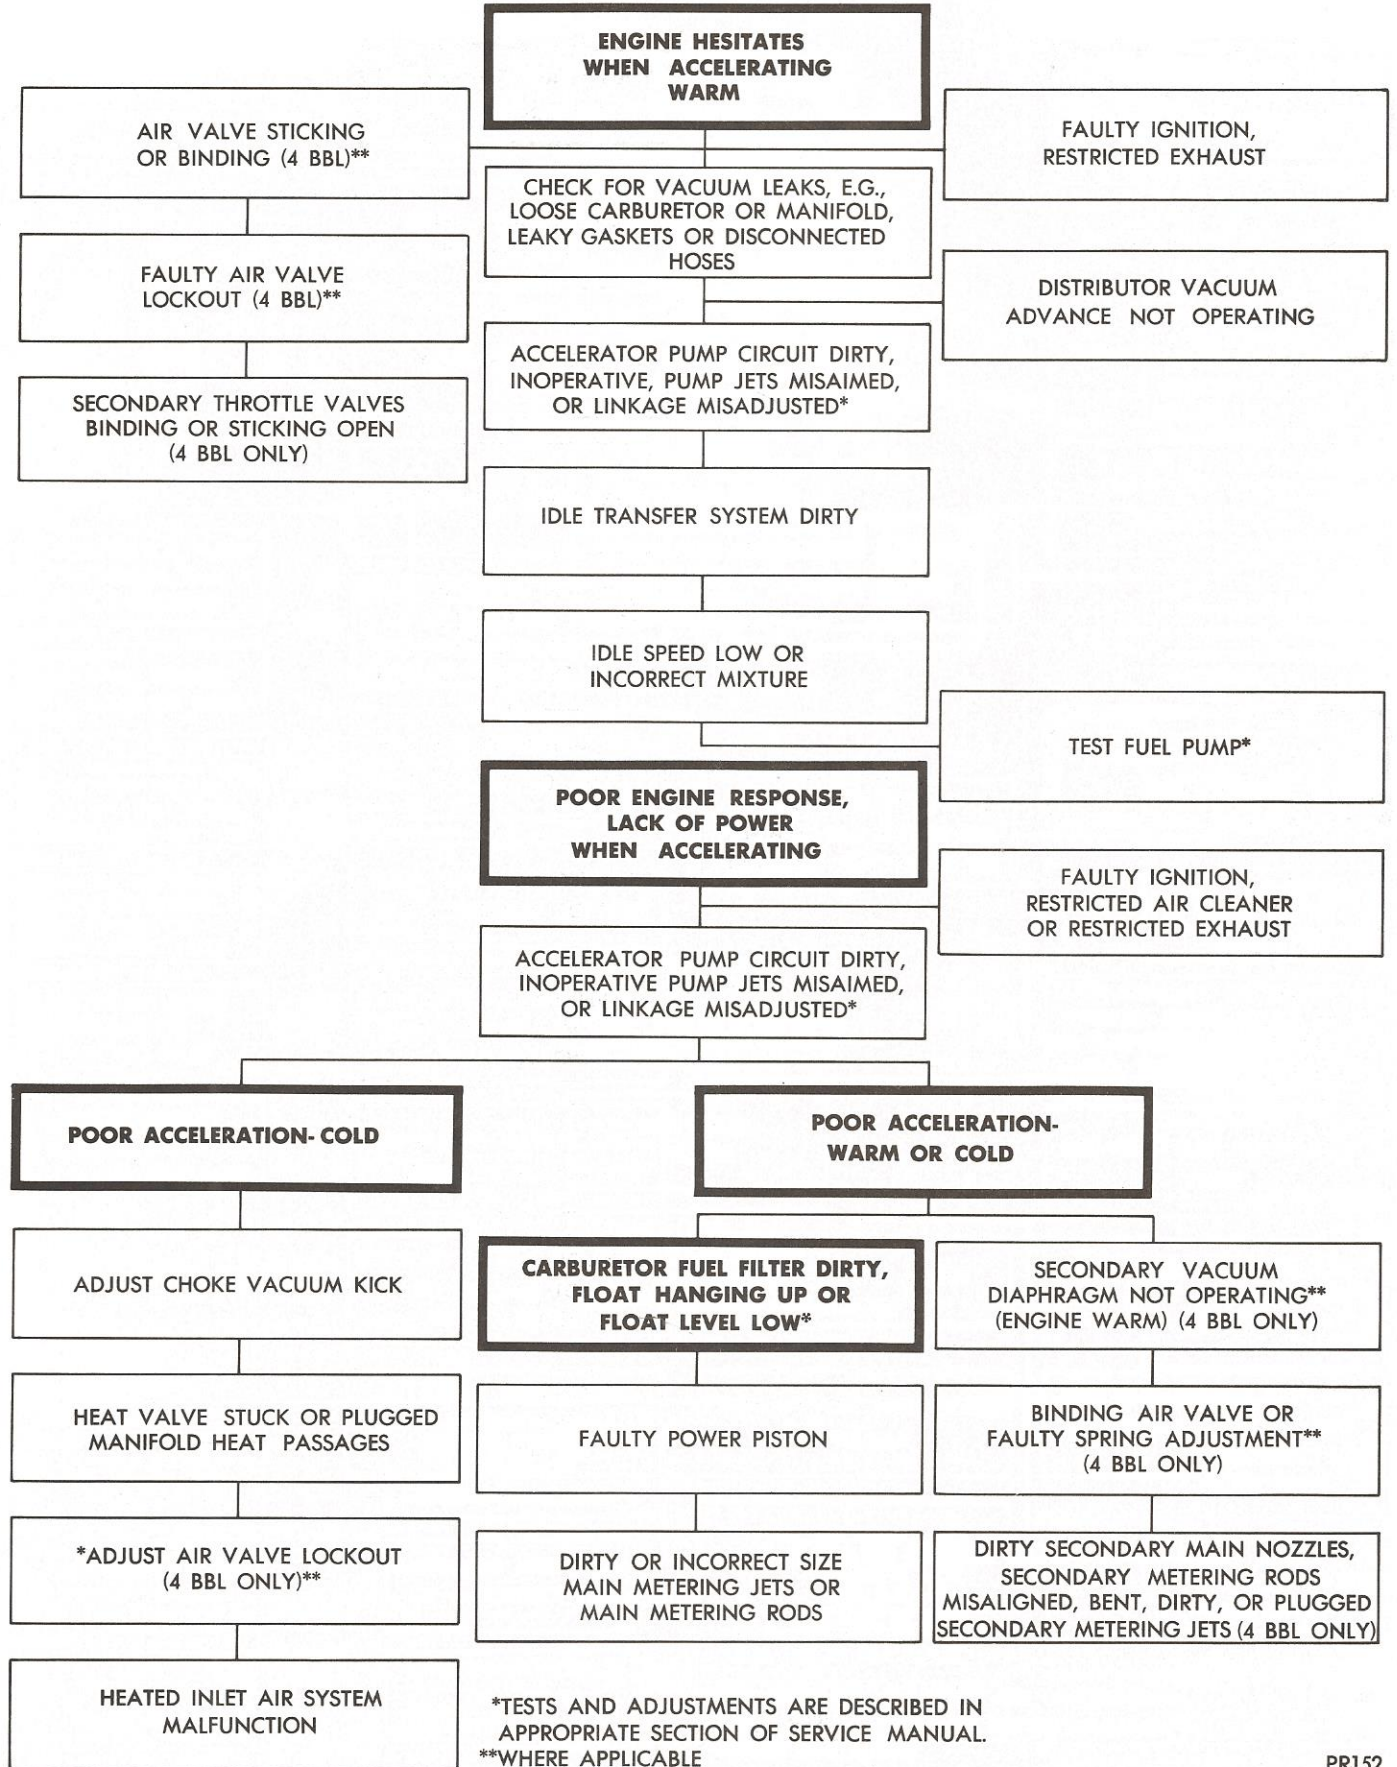 ENGINE HESITATES
WHEN ACCELERATING
WARM
AIR VALVE STICKING
OR BINDING (4 BBL)**
FAULTY IGNITION,
RESTRICTED EXHAUST
CHECK FOR VACUUM LEAKS, E.G.,
LOOSE CARBURETOR OR MANIFOLD,
LEAKY GASKETS OR DISCONNECTED
HOSES
FAULTY AIR VALVE
LOCKOUT (4 BBL)**
DISTRIBUTOR VACUUM
ADVANCE NOT OPERATING
ACCELERATOR PUMP CIRCUIT DIRTY,
INOPERATIVE, PUMP JETS MISAIMED,
OR LINKAGE MISADJUSTED*
SECONDARY THROTTLE VALVES
BINDING OR STICKING OPEN
(4 BBL ONLY)
IDLE TRANSFER SYSTEM DIRTY
IDLE SPEED LOW OR
INCORRECT MIXTURE
TEST FUEL PUMP*
POOR ENGINE RESPONSE,
LACK OF POWER
WHEN ACCELERATING
FAULTY IGNITION,
RESTRICTED AIR CLEANER
OR RESTRICTED EXHAUST
ACCELERATOR PUMP CIRCUIT DIRTY,
INOPERATIVE PUMP JETS MISAIMED,
OR LINKAGE MISADJUSTED*
POOR ACCELERATION- COLD
POOR ACCELERATION-
WARM OR COLD
ADJUST CHOKE VACUUM KICK
HEAT VALVE STUCK OR PLUGGED
MANIFOLD HEAT PASSAGES
*ADJUST AIR VALVE LOCKOUT
(4 BBL ONLY)**
HEATED INLET AIR SYSTEM
MALFUNCTION
CARBURETOR FUEL FILTER DIRTY,
FLOAT HANGING UP OR
FLOAT LEVEL LOW*
FAULTY POWER PISTON
DIRTY OR INCORRECT SIZE
MAIN METERING JETS OR
MAIN METERING RODS
SECONDARY VACUUM
DIAPHRAGM NOT OPERATING**
(ENGINE WARM) (4 BBL ONLY)
BINDING AIR VALVE OR
FAULTY SPRING ADJUSTMENT**
(4 BBL ONLY)
DIRTY SECONDARY MAIN NOZZLES,
SECONDARY METERING RODS
MISALIGNED, BENT, DIRTY, OR PLUGGED
SECONDARY METERING JETS (4 BBL ONLY)
*TESTS AND ADJUSTMENTS ARE DESCRIBED IN
APPROPRIATE SECTION OF SERVICE MANUAL.
**WHERE APPLICABLE
PR152